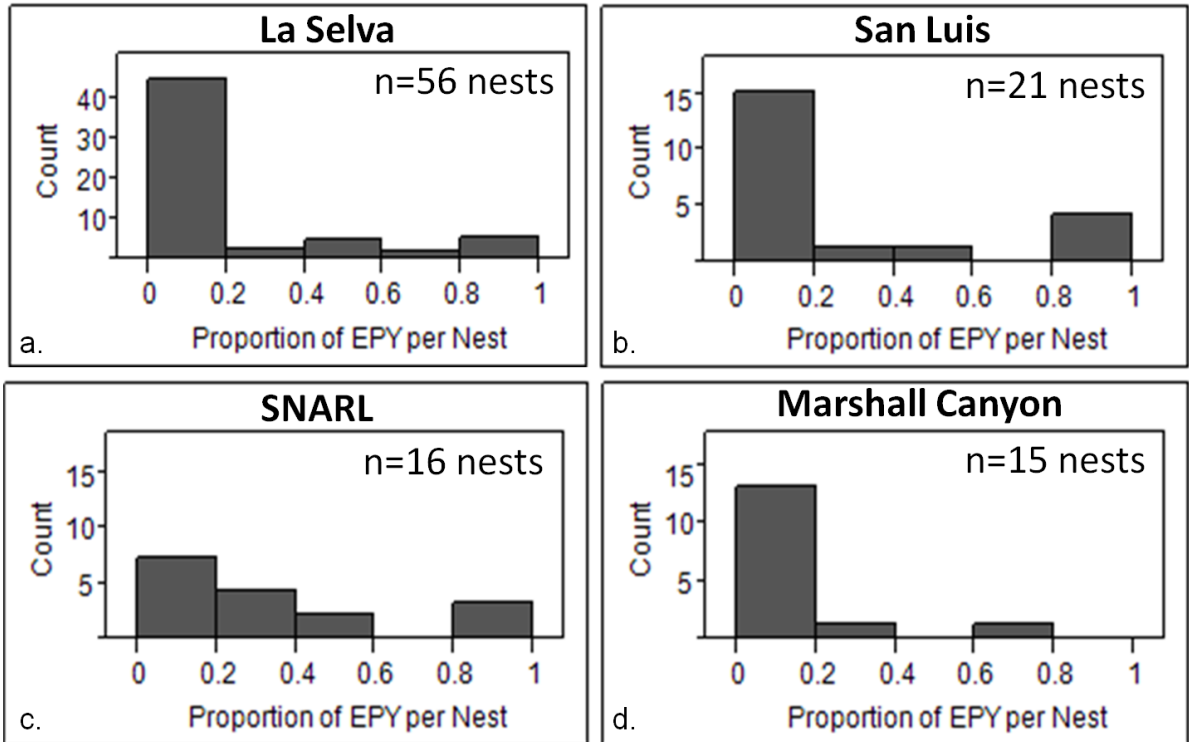 La Selva
n=56 nests
Count
40
30
20
10
0 0.2 0.4 0.6 0.8 1
Proportion of EPY per Nest
a.
San Luis
n=21 nests
Count
15
10
5
0 0.2 0.4 0.6 0.8 1
Proportion of EPY per Nest
b.
SNARL
n=16 nests
Count
15
10
5
0 0.2 0.4 0.6 0.8 1
Proportion of EPY per Nest
c.
Marshall Canyon
n=15 nests
Count
15
10
5
0 0.2 0.4 0.6 0.8 1
Proportion of EPY per Nest
d.